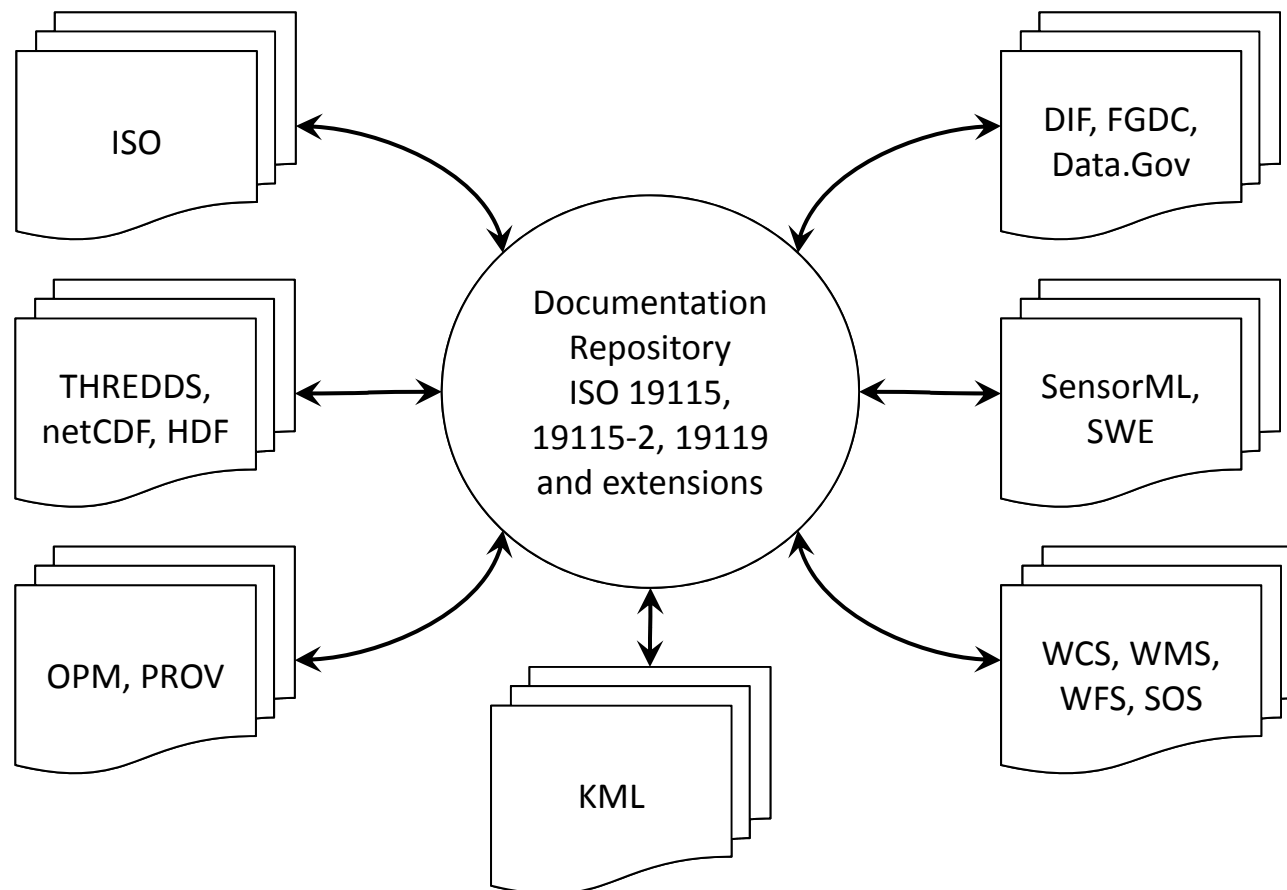 ISO
DIF, FGDC,
Data.Gov
Documentation
Repository
ISO 19115,
19115-2, 19119
and extensions
THREDDS,
netCDF, HDF
SensorML,
SWE
OPM, PROV
WCS, WMS,
WFS, SOS
KML